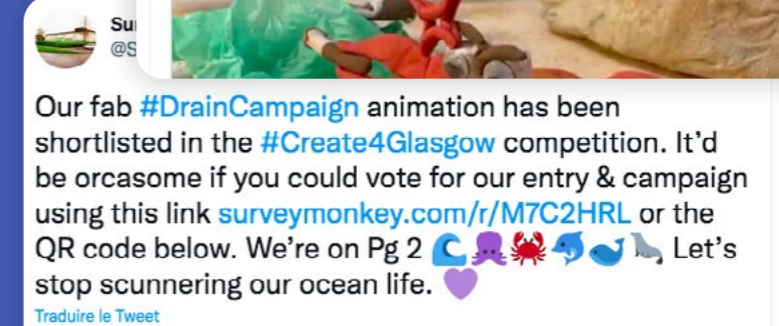 Our fab #DrainCampaign animation has been
shortlisted in the #Create4Glasgow competition. It'd
be orcasome if you could vote for our entry & campaign
using this link surveymonkey.com/r/M7C2HRL or the
QR code below. We're on Pg 2 🌊🐙🦀🐬🐳🦭 Let's
stop scunnering our ocean life. 💜
Traduire le Tweet